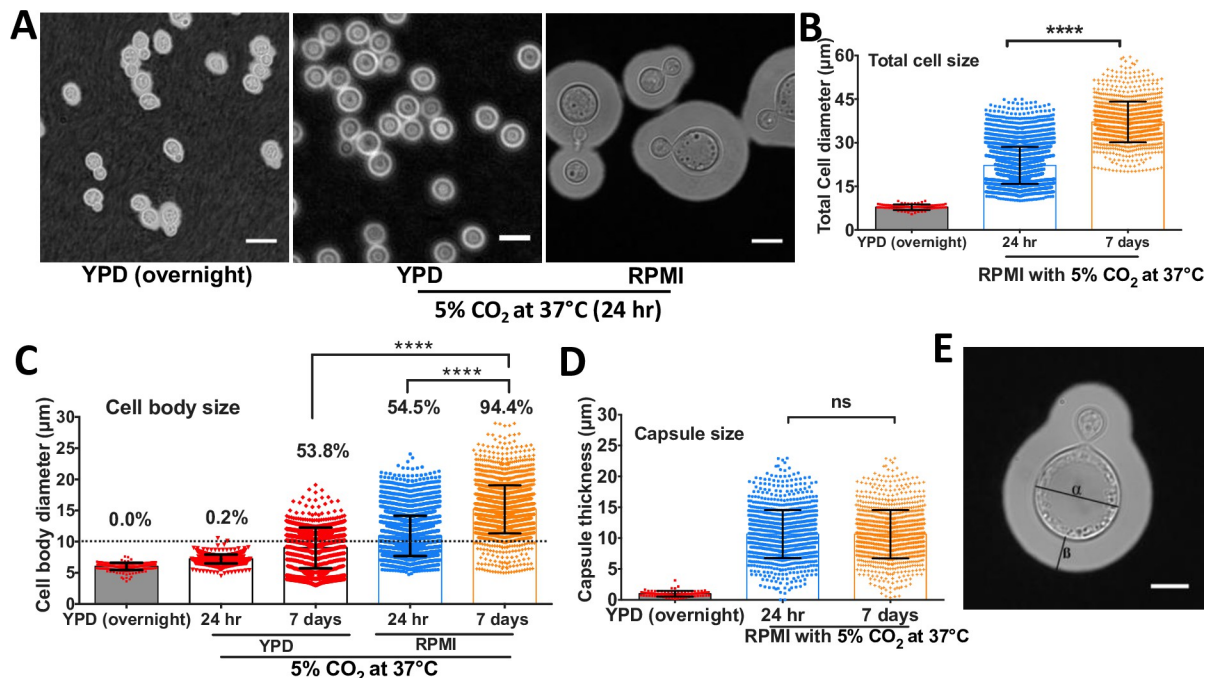 A
YPD (overnight)
YPD
RPMI
5% CO2 at 37°C (24 hr)
B
****
Total cell size
Total Cell diameter (µm)
60
45
30
15
0
YPD (overnight)
24 hr
7 days
RPMI with 5% CO2 at 37°C
C
****
****
Cell body size
54.5%
94.4%
53.8%
0.0%
0.2%
Cell body diameter (µm)
30
25
20
15
10
5
0
YPD (overnight)
24 hr
7 days
24 hr
7 days
YPD
RPMI
5% CO2 at 37°C
D
ns
Capsule size
Capsule thickness (µm)
30
25
20
15
10
5
0
YPD (overnight)
24 hr
7 days
RPMI with 5% CO2 at 37°C
E
α
β